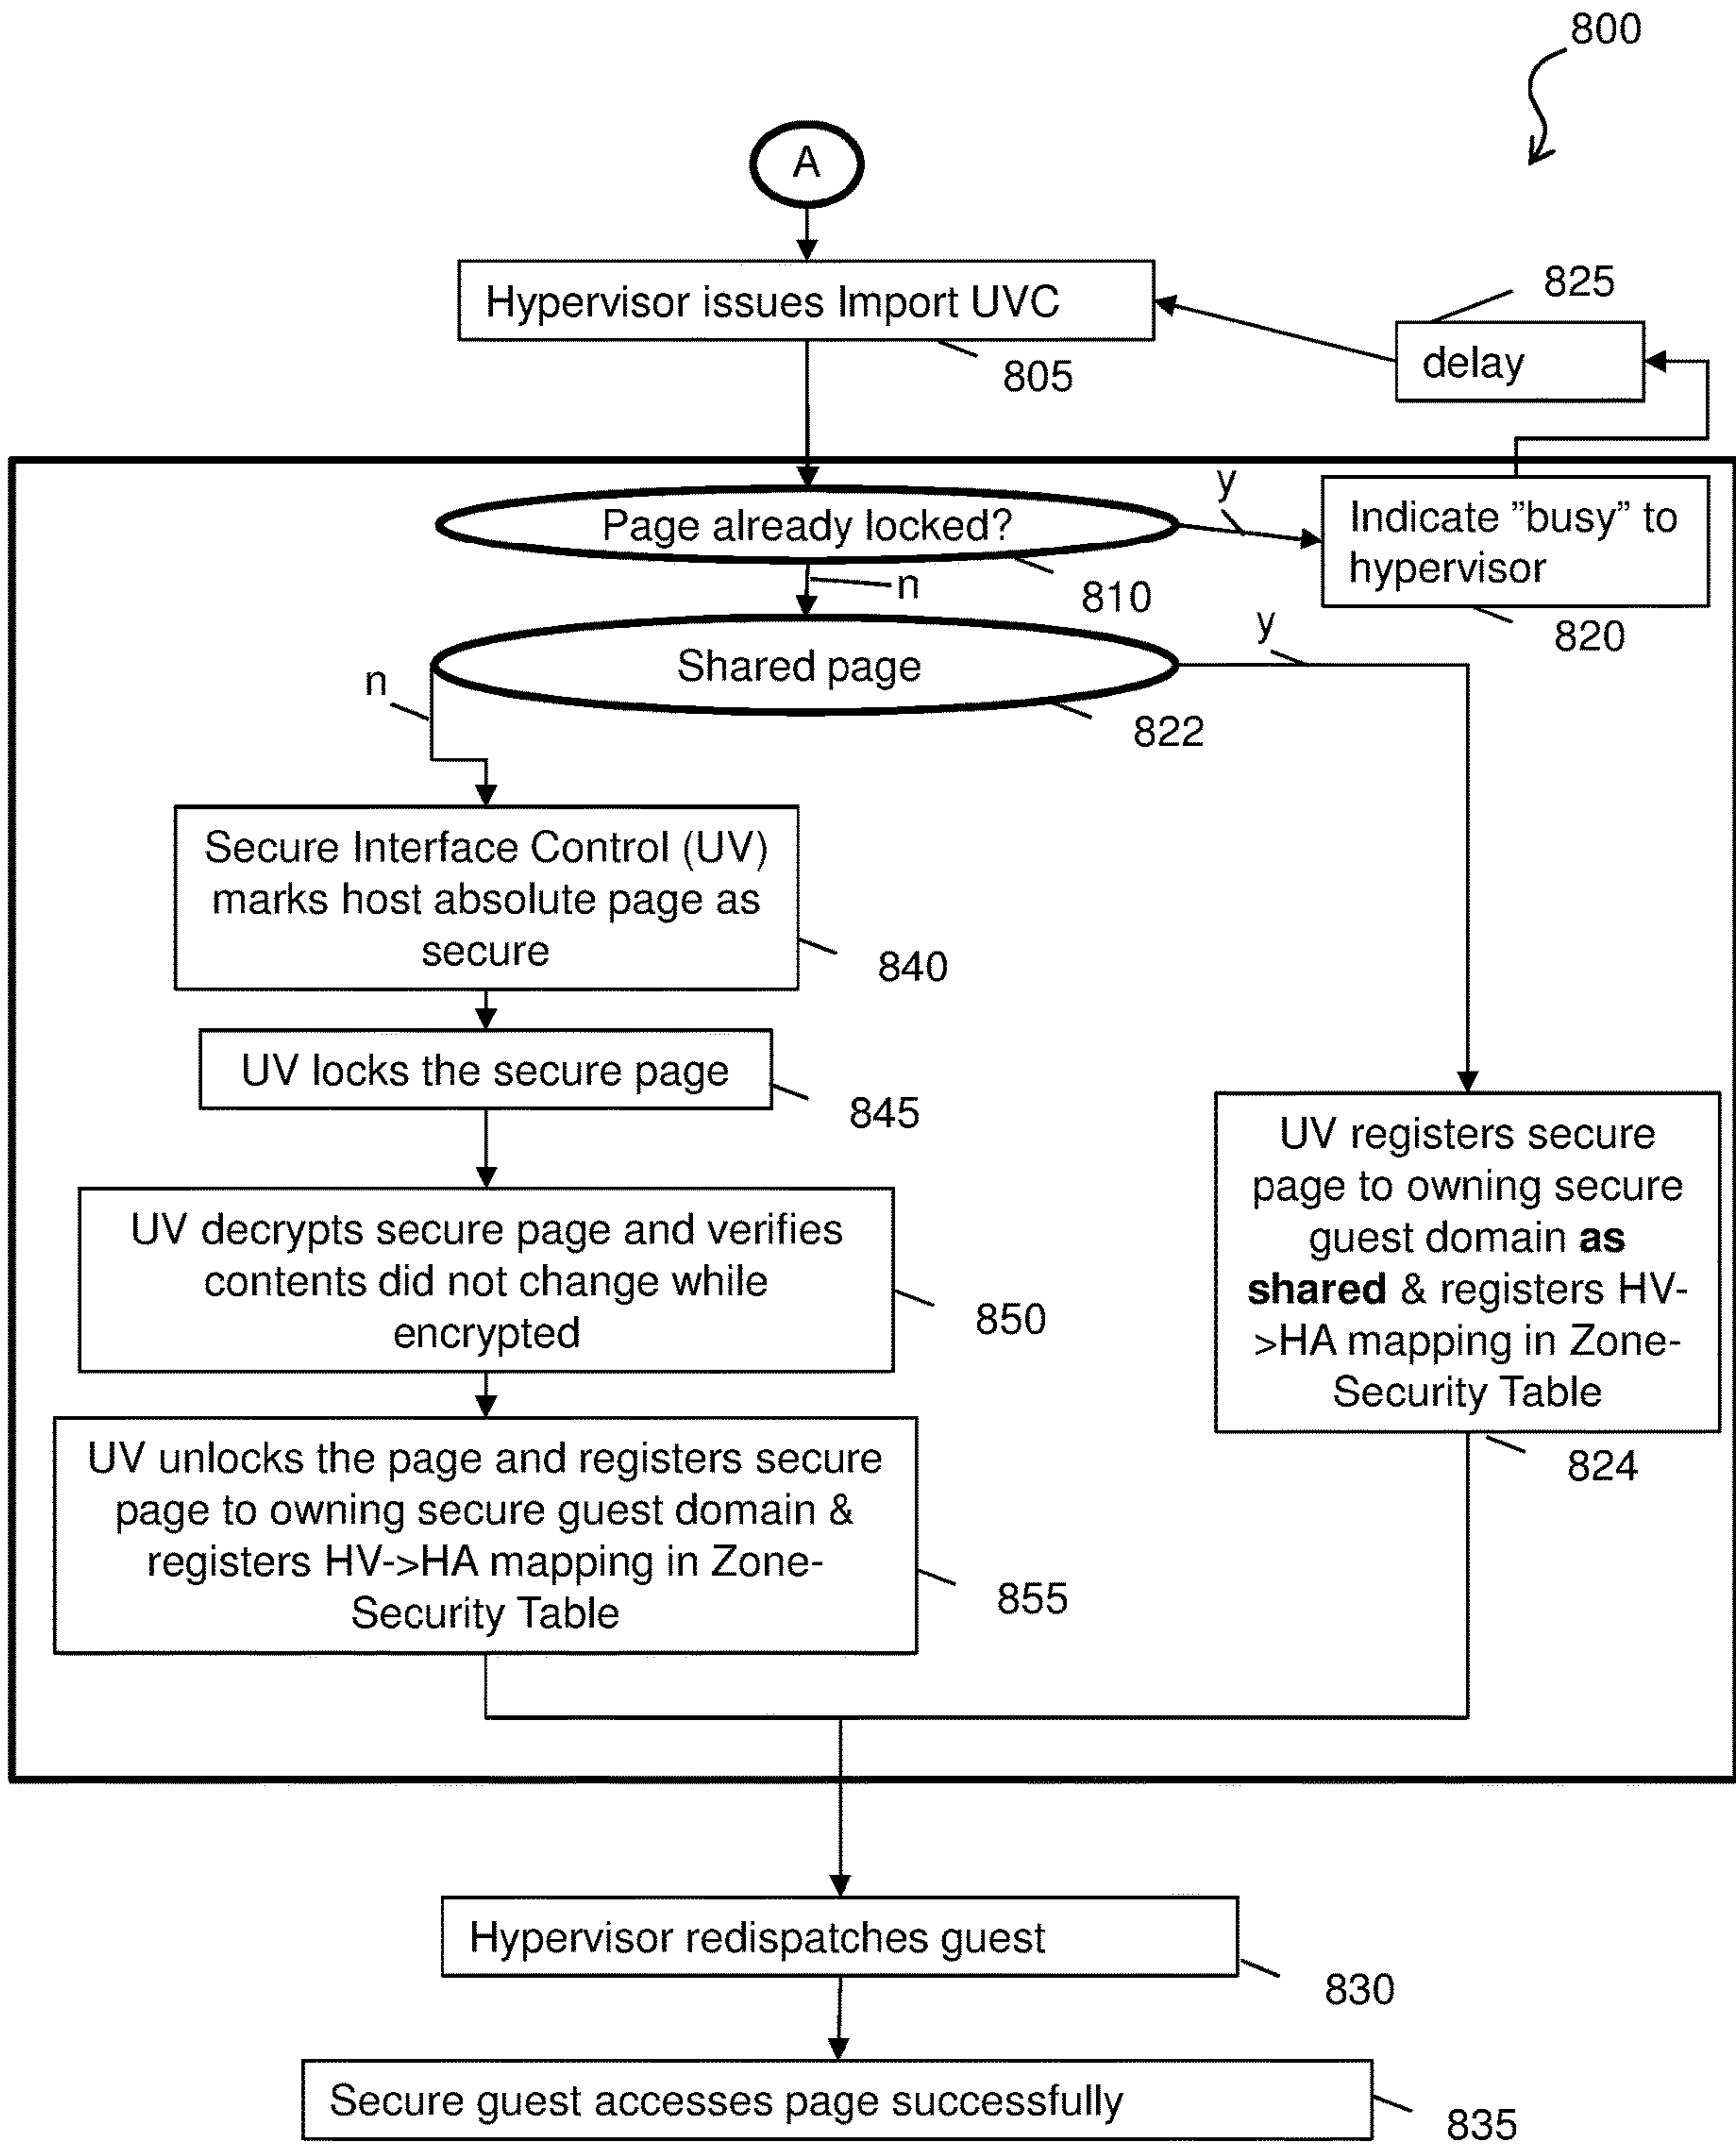 800
A
Hypervisor issues Import UVC
805
825
delay
Page already locked?
810
y
n
Indicate ”busy” to
hypervisor
820
Shared page
822
y
n
Secure Interface Control (UV)
marks host absolute page as
secure
840
UV locks the secure page
845
UV decrypts secure page and verifies
contents did not change while
encrypted
850
UV unlocks the page and registers secure
page to owning secure guest domain &
registers HV->HA mapping in Zone-
Security Table
855
UV registers secure
page to owning secure
guest domain as
shared & registers HV-
>HA mapping in Zone-
Security Table
824
Hypervisor redispatches guest
830
Secure guest accesses page successfully
835